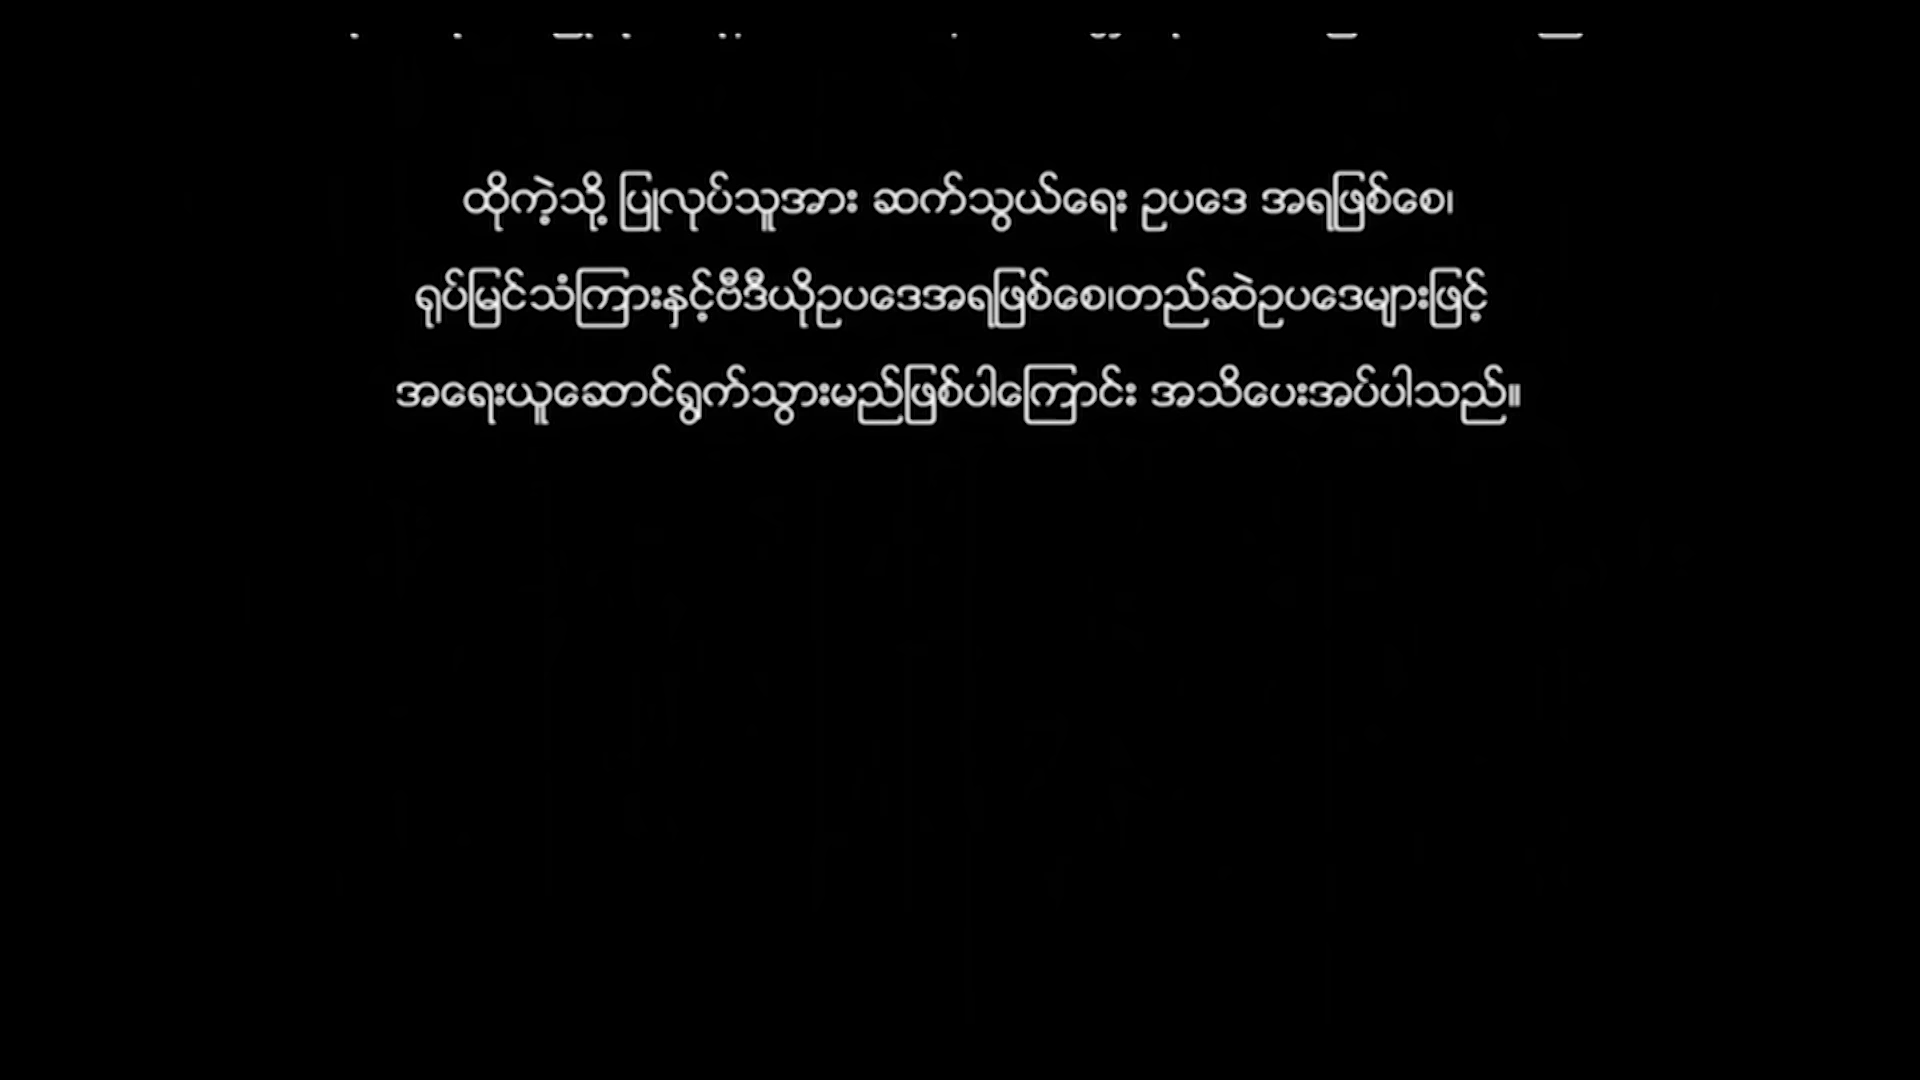 ထိုကဲ့သို့ ပြုလုပ်သူအား ဆက်သွယ်ရေး ဥပဒေ အရဖြစ်စေ၊
ရုပ်မြင်သံကြားနှင့်ဗီဒီယိုဥပဒေအရဖြစ်စေ၊တည်ဆဲဥပဒေများဖြင့်
အရေးယူဆောင်ရွက်သွားမည်ဖြစ်ပါကြောင်း အသိပေးအပ်ပါသည်။